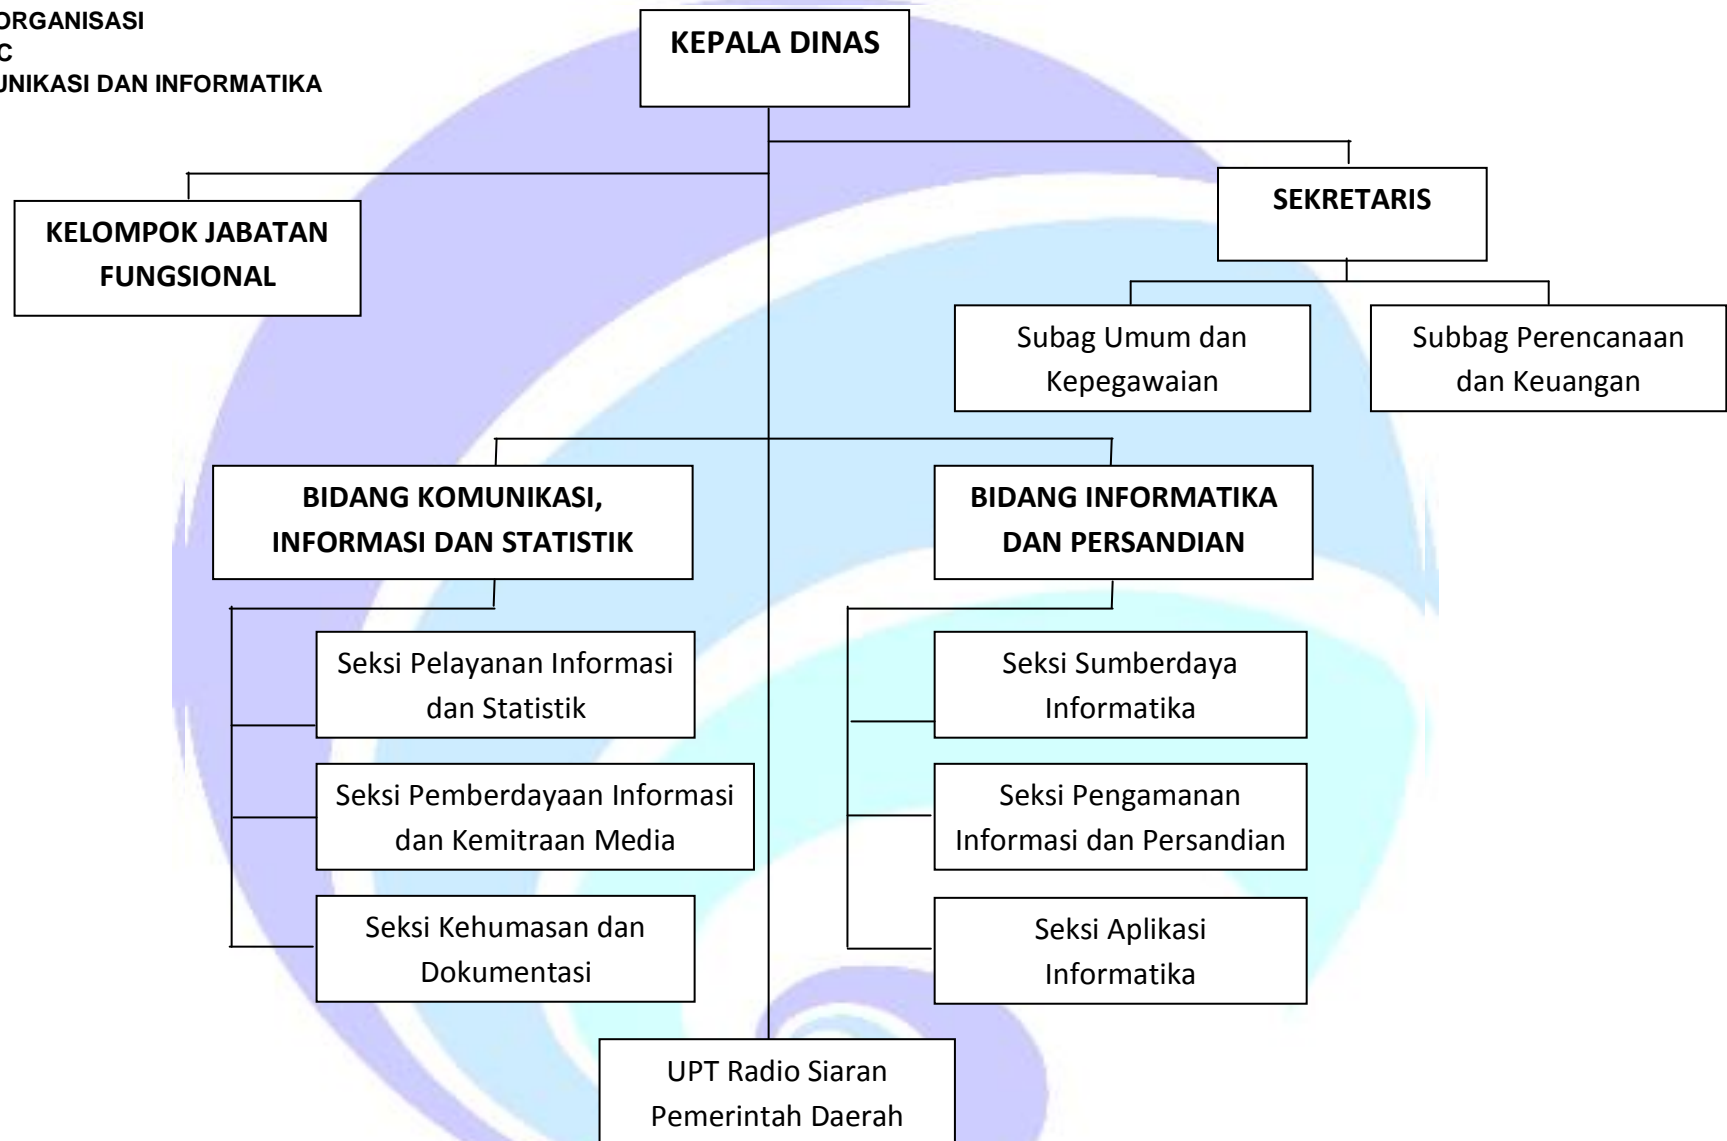 ORGANISASI
C
UNIKASI DAN INFORMATIKA
KEPALA DINAS
SEKRETARIS
KELOMPOK JABATAN
FUNGSIONAL
Subag Umum dan
Kepegawaian
Subbag Perencanaan
dan Keuangan
BIDANG KOMUNIKASI,
INFORMASI DAN STATISTIK
BIDANG INFORMATIKA
DAN PERSANDIAN
Seksi Pelayanan Informasi
dan Statistik
Seksi Sumberdaya
Informatika
Seksi Pemberdayaan Informasi
dan Kemitraan Media
Seksi Pengamanan
Informasi dan Persandian
Seksi Kehumasan dan
Dokumentasi
Seksi Aplikasi
Informatika
UPT Radio Siaran
Pemerintah Daerah